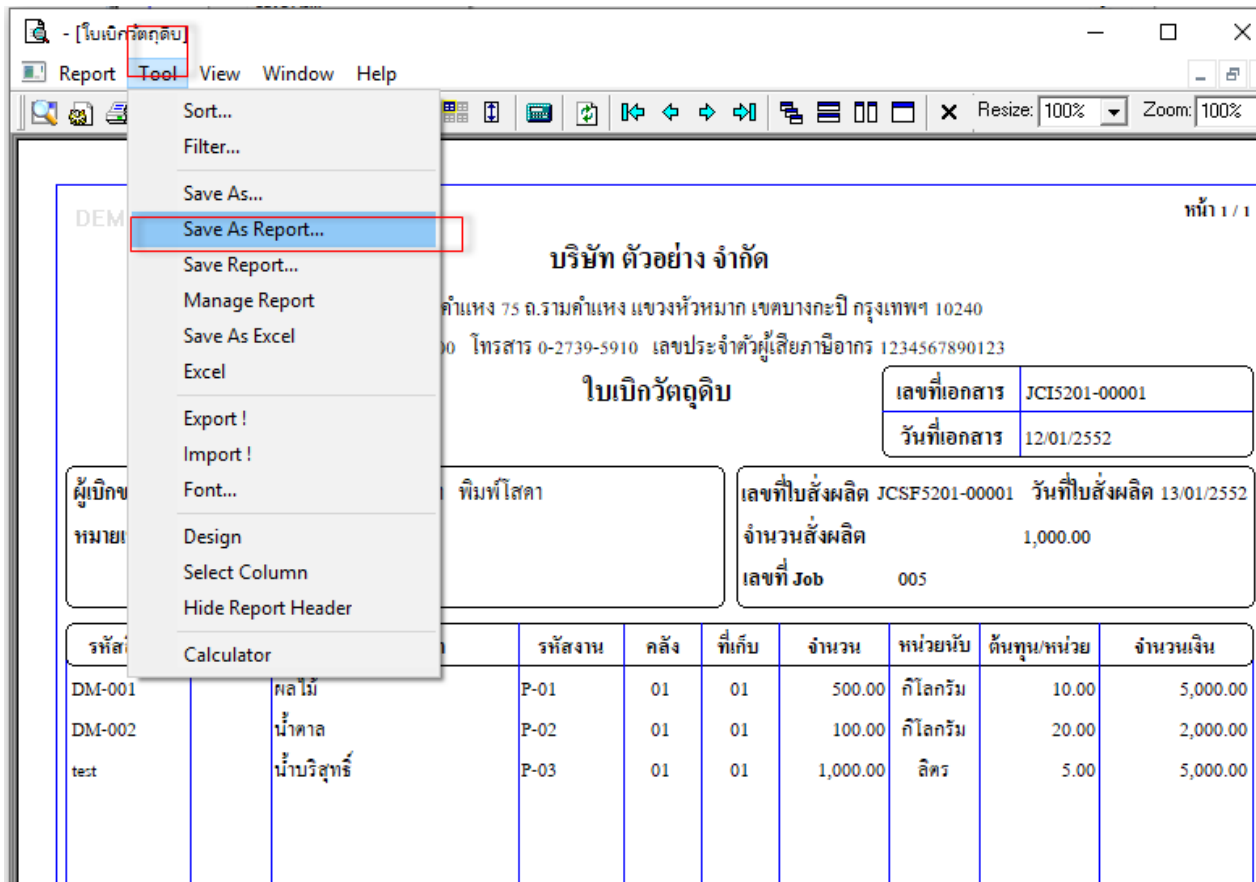 - [ใบเบิกวัตถุดิบ]
Report Tool View Window Help
Resize: 100% Zoom: 100%
Sort...
Filter...
Save As...
Save As Report...
Save Report...
Manage Report
Save As Excel
Excel
Export !
Import !
Font...
Design
Select Column
Hide Report Header
Calculator
DEM
หน้า 1 / 1
บริษัท ตัวอย่าง จำกัด
คำแหง 75 ถ.รามคำแหง แขวงหัวหมาก เขตบางกะปิ กรุงเทพฯ 10240
00 โทรสาร 0-2739-5910 เลขประจำตัวผู้เสียภาษีอากร 1234567890123
ใบเบิกวัตถุดิบ
เลขที่เอกสาร JCI5201-00001
วันที่เอกสาร 12/01/2552
ผู้เบิก พิมพ์โสดา
หมาย
เลขที่ใบสั่งผลิต JCSF5201-00001 วันที่ใบสั่งผลิต 13/01/2552
จำนวนสั่งผลิต 1,000.00
เลขที่ Job 005
รหัส รหัสงาน คลัง ที่เก็บ จำนวน หน่วยนับ ต้นทุน/หน่วย จำนวนเงิน
DM-001 ผลไม้ P-01 01 01 500.00 กิโลกรัม 10.00 5,000.00
DM-002 น้ำตาล P-02 01 01 100.00 กิโลกรัม 20.00 2,000.00
test น้ำบริสุทธิ์ P-03 01 01 1,000.00 ลิตร 5.00 5,000.00